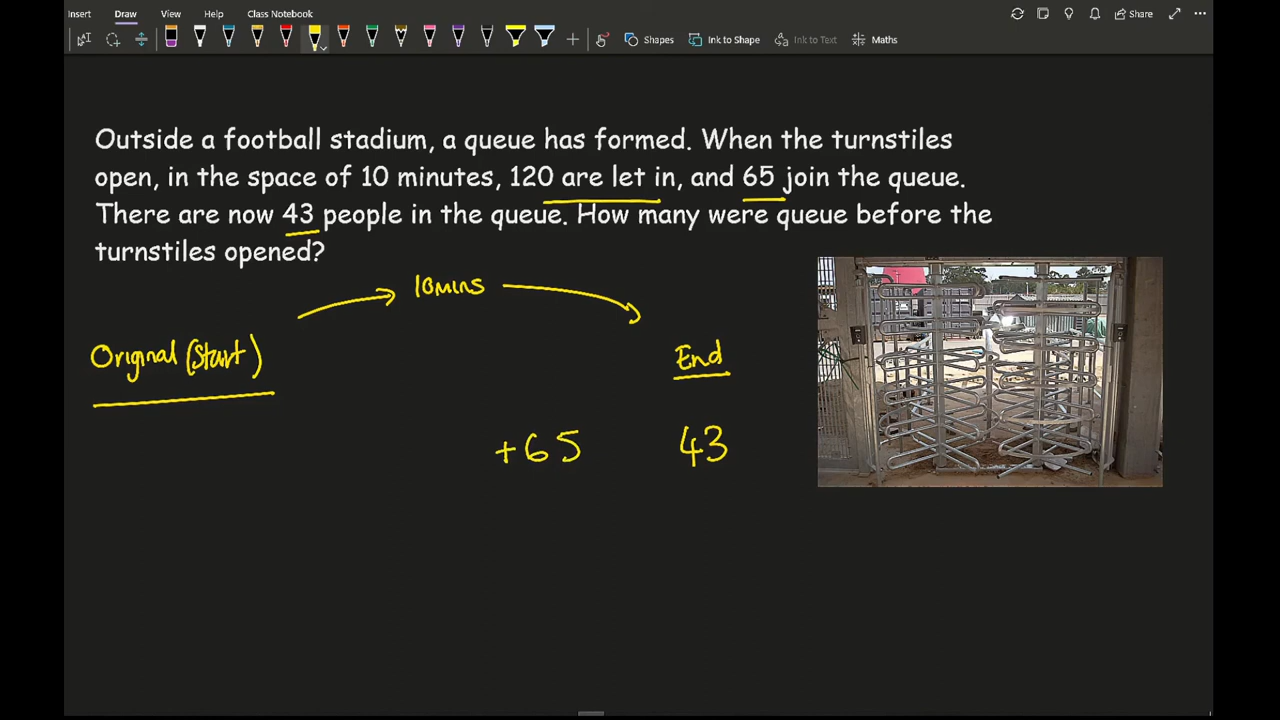 Insert Draw View Help Class Notebook Share
Shapes Ink to Shape Ink to Text Maths
Outside a football stadium, a queue has formed. When the turnstiles
open, in the space of 10 minutes, 120 are let in, and 65 join the queue.
There are now 43 people in the queue. How many were queue before the
turnstiles opened?
10mins
Original (Start) End
+65 43